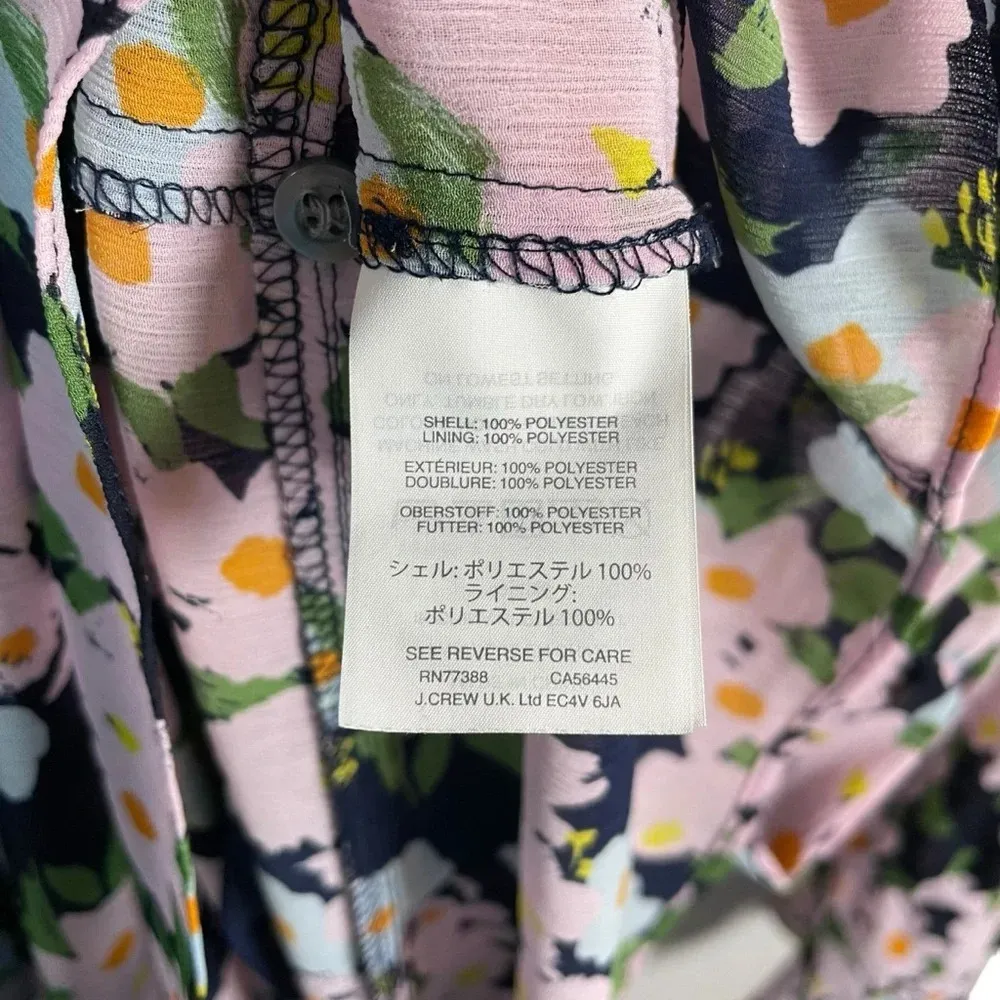 SHELL: 100% POLYESTER
LINING: 100% POLYESTER
EXTÉRIEUR: 100% POLYESTER
DOUBLURE: 100% POLYESTER
OBERSTOFF: 100% POLYESTER
FUTTER: 100% POLYESTER
シェル: ポリエステル 100%
ライニング:
ポリエステル 100%
SEE REVERSE FOR CARE
RN77388 CA56445
J.CREW U.K. Ltd EC4V 6JA